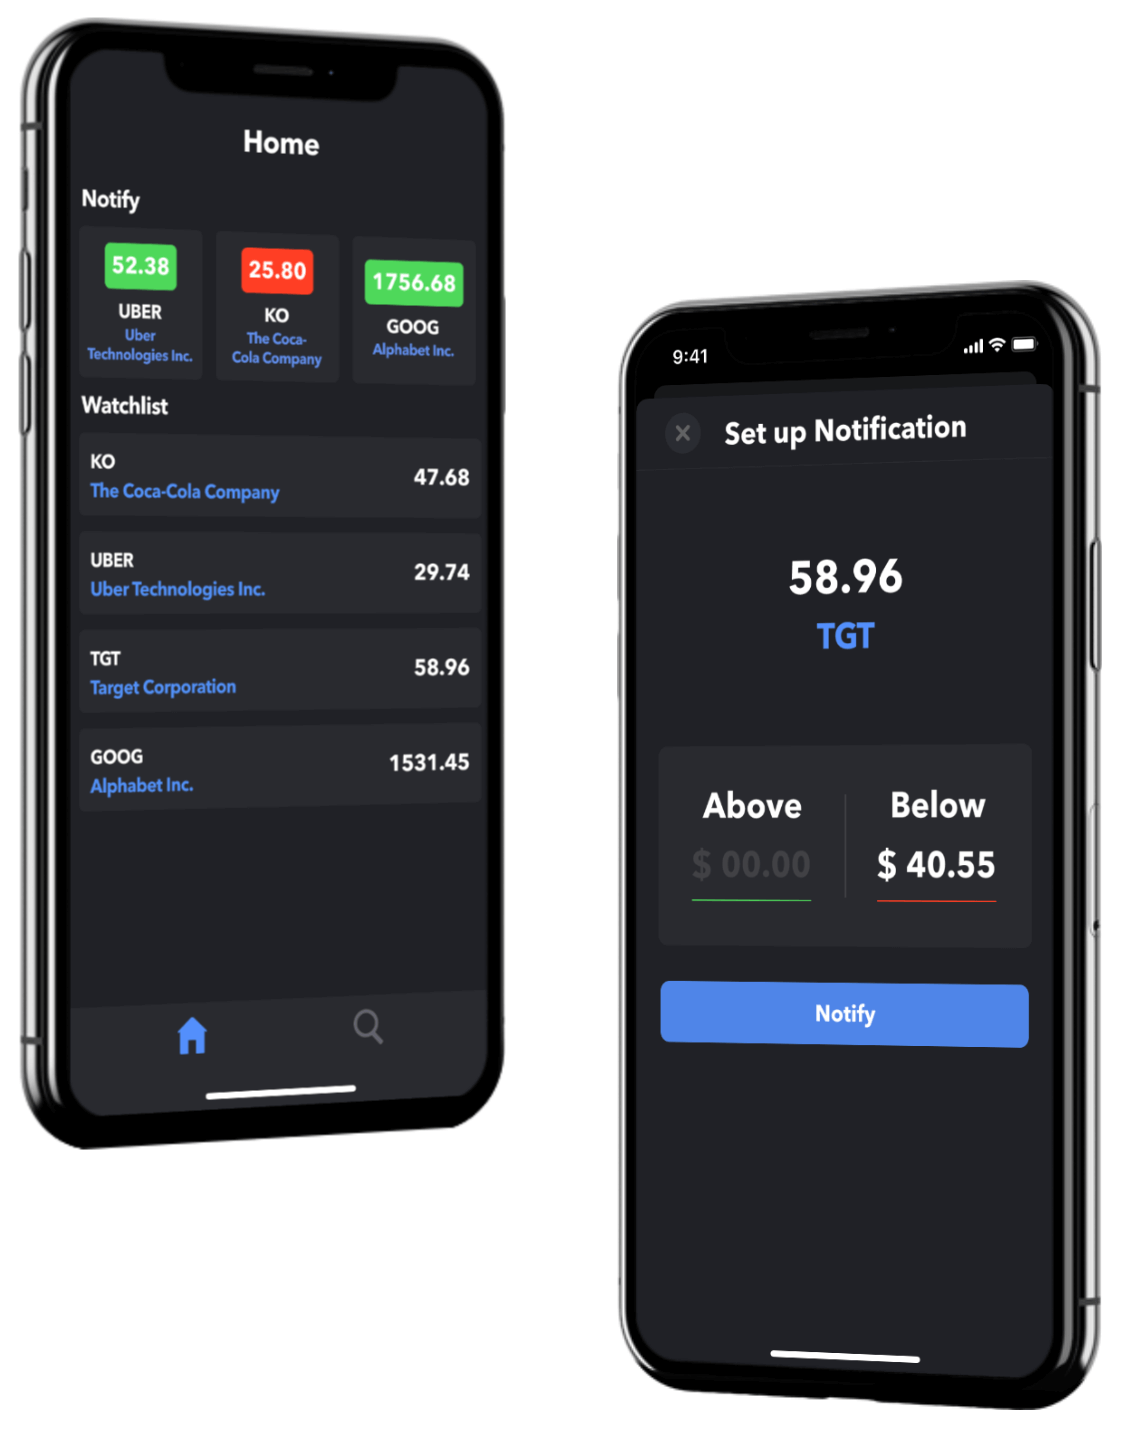 Home
Notify
52.38
UBER
Uber
Technologies Inc.
25.80
KO
The Coca-
Cola Company
1756.68
GOOG
Alphabet Inc.
Watchlist
KO
The Coca-Cola Company
47.68
UBER
Uber Technologies Inc.
29.74
TGT
Target Corporation
58.96
GOOG
Alphabet Inc.
1531.45
9:41
Set up Notification
58.96
TGT
Above
$ 00.00
Below
$ 40.55
Notify